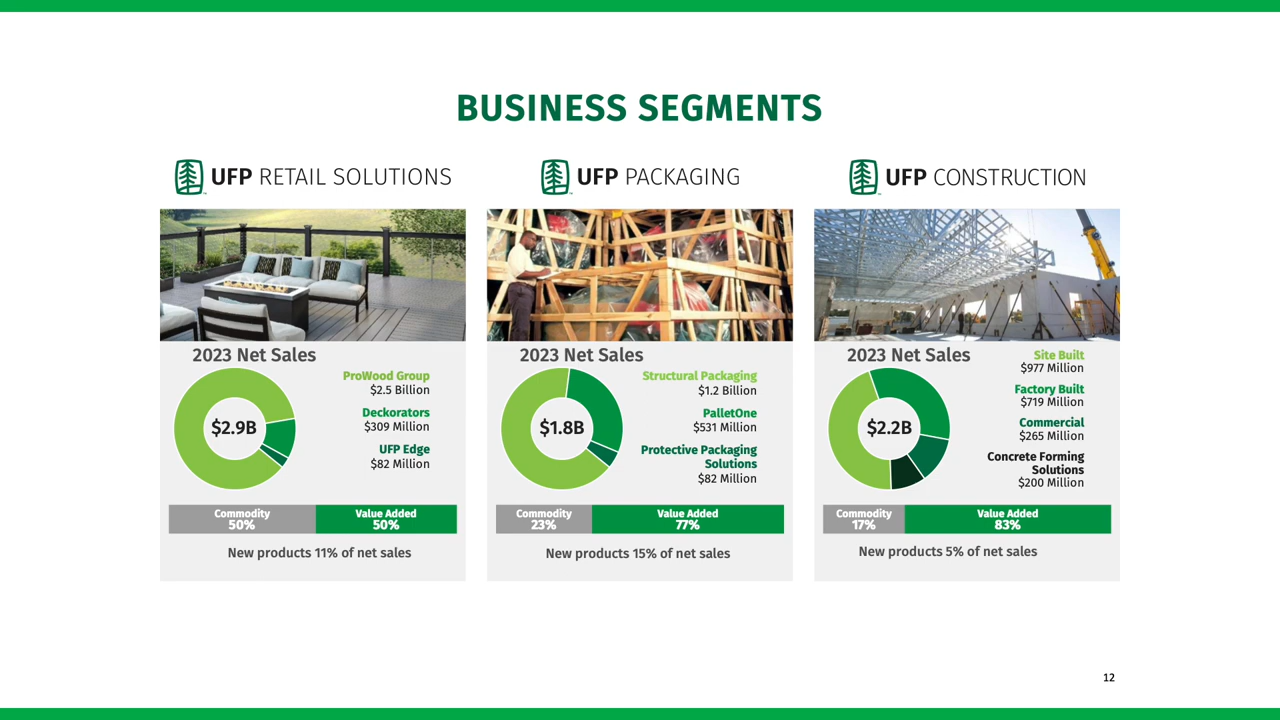 BUSINESS SEGMENTS
UFP RETAIL SOLUTIONS
2023 Net Sales
$2.9B
ProWood Group
$2.5 Billion
Deckorators
$309 Million
UFP Edge
$82 Million
Commodity
50%
Value Added
50%
New products 11% of net sales
UFP PACKAGING
2023 Net Sales
$1.8B
Structural Packaging
$1.2 Billion
PalletOne
$531 Million
Protective Packaging
Solutions
$82 Million
Commodity
23%
Value Added
77%
New products 15% of net sales
UFP CONSTRUCTION
2023 Net Sales
$2.2B
Site Built
$977 Million
Factory Built
$719 Million
Commercial
$265 Million
Concrete Forming
Solutions
$200 Million
Commodity
17%
Value Added
83%
New products 5% of net sales
12